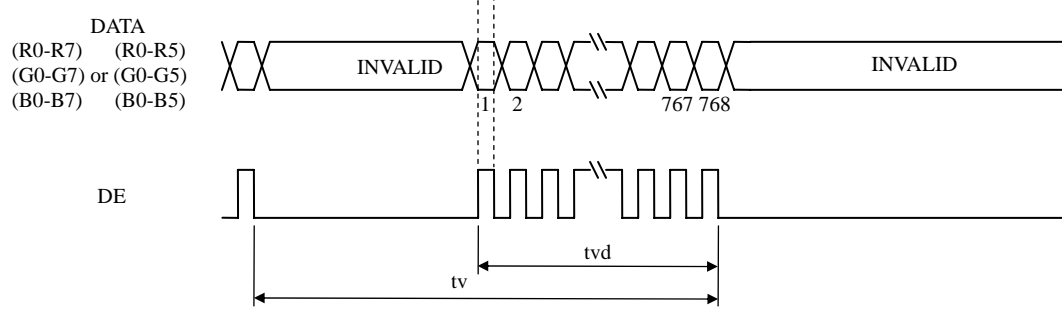 DATA
(R0-R7) (R0-R5)
(G0-G7) or (G0-G5)
(B0-B7) (B0-B5)
INVALID
INVALID
1 2 767 768
DE
tvd
tv